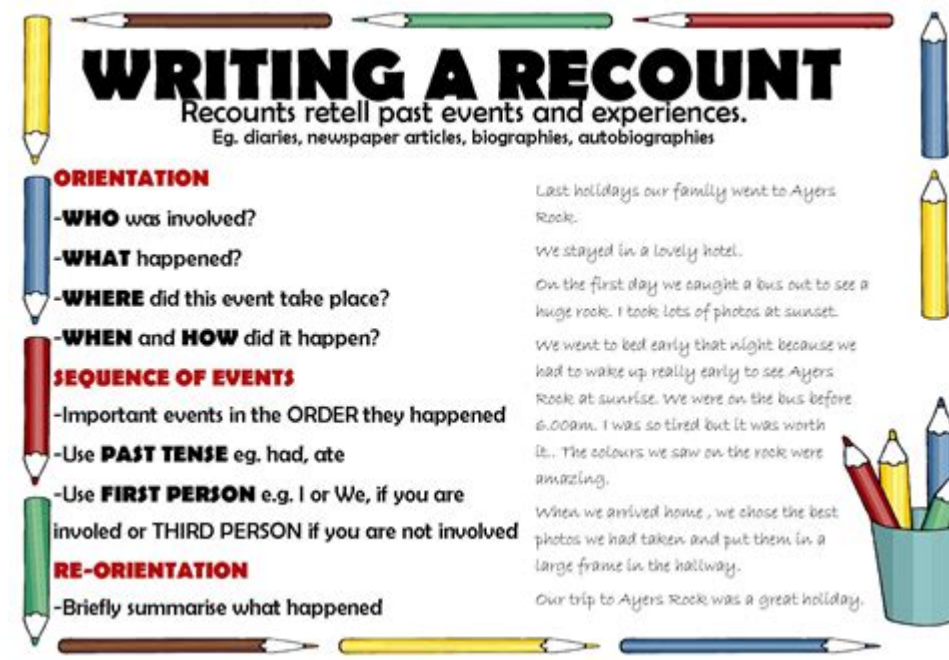 WRITING A RECOUNT
Recounts retell past events and experiences.
Eg. diaries, newspaper articles, biographies, autobiographies
ORIENTATION
-WHO was involved?
-WHAT happened?
-WHERE did this event take place?
-WHEN and HOW did it happen?
SEQUENCE OF EVENTS
-Important events in the ORDER they happened
-Use PAST TENSE eg. had, ate
-Use FIRST PERSON e.g. I or We, if you are
involed or THIRD PERSON if you are not involved
RE-ORIENTATION
-Briefly summarise what happened
Last holidays our family went to Ayers
Rock.
We stayed in a lovely hotel.
On the first day we caught a bus out to see a
huge rock. I took lots of photos at sunset.
We went to bed early that night because we
had to wake up really early to see Ayers
Rock at sunrise. We were on the bus before
6.00am. I was so tired but it was worth
it.. The colours we saw on the rock were
amazing.
When we arrived home , we chose the best
photos we had taken and put them in a
large frame in the hallway.
Our trip to Ayers Rock was a great holiday.